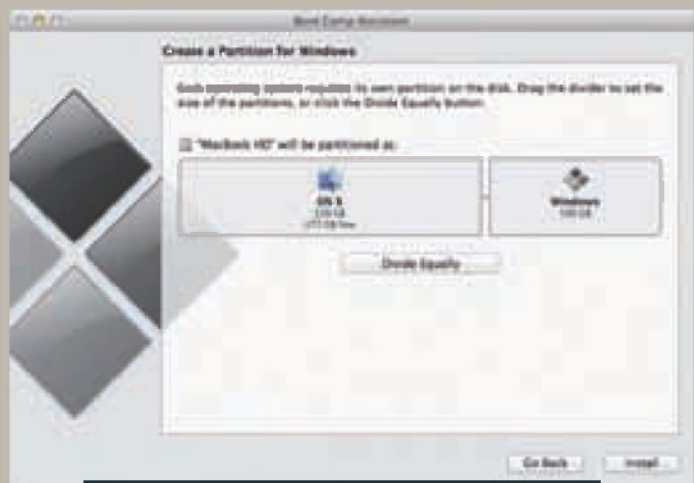 Boot Camp Assistant
Create a Partition for Windows
Each operating system requires its own partition on the disk. Drag the divider to set the
size of the partitions, or click the Divide Equally button.
"Macbook HD" will be partitioned as:
OS X
Windows
Divide Equally
Go Back
Install